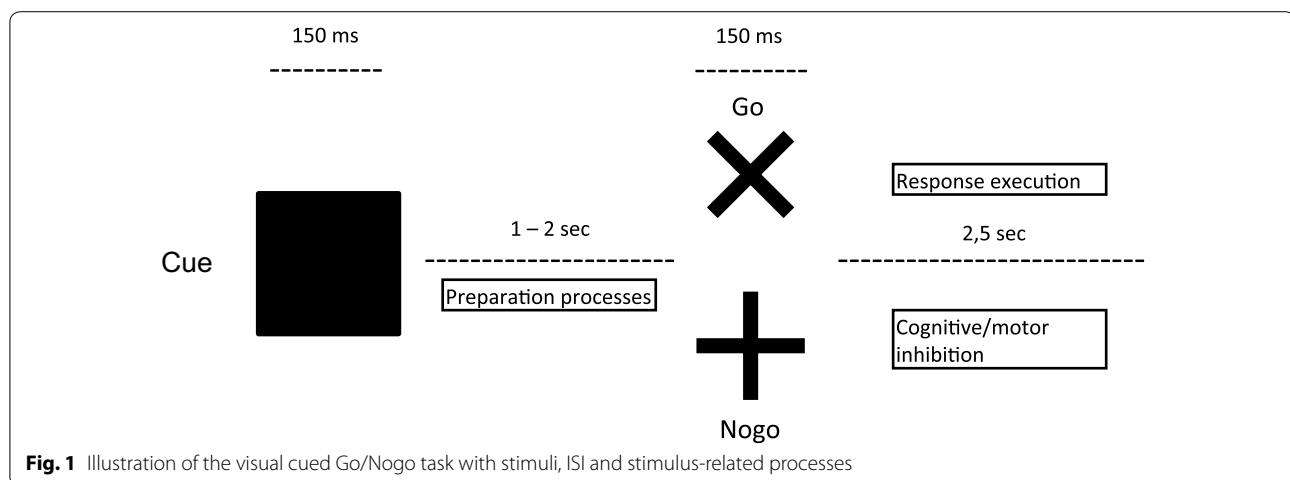 150 ms
150 ms
Go
Response execution
1 – 2 sec
2,5 sec
Cue
Preparation processes
Cognitive/motor
inhibition
Nogo
Fig. 1 Illustration of the visual cued Go/Nogo task with stimuli, ISI and stimulus-related processes